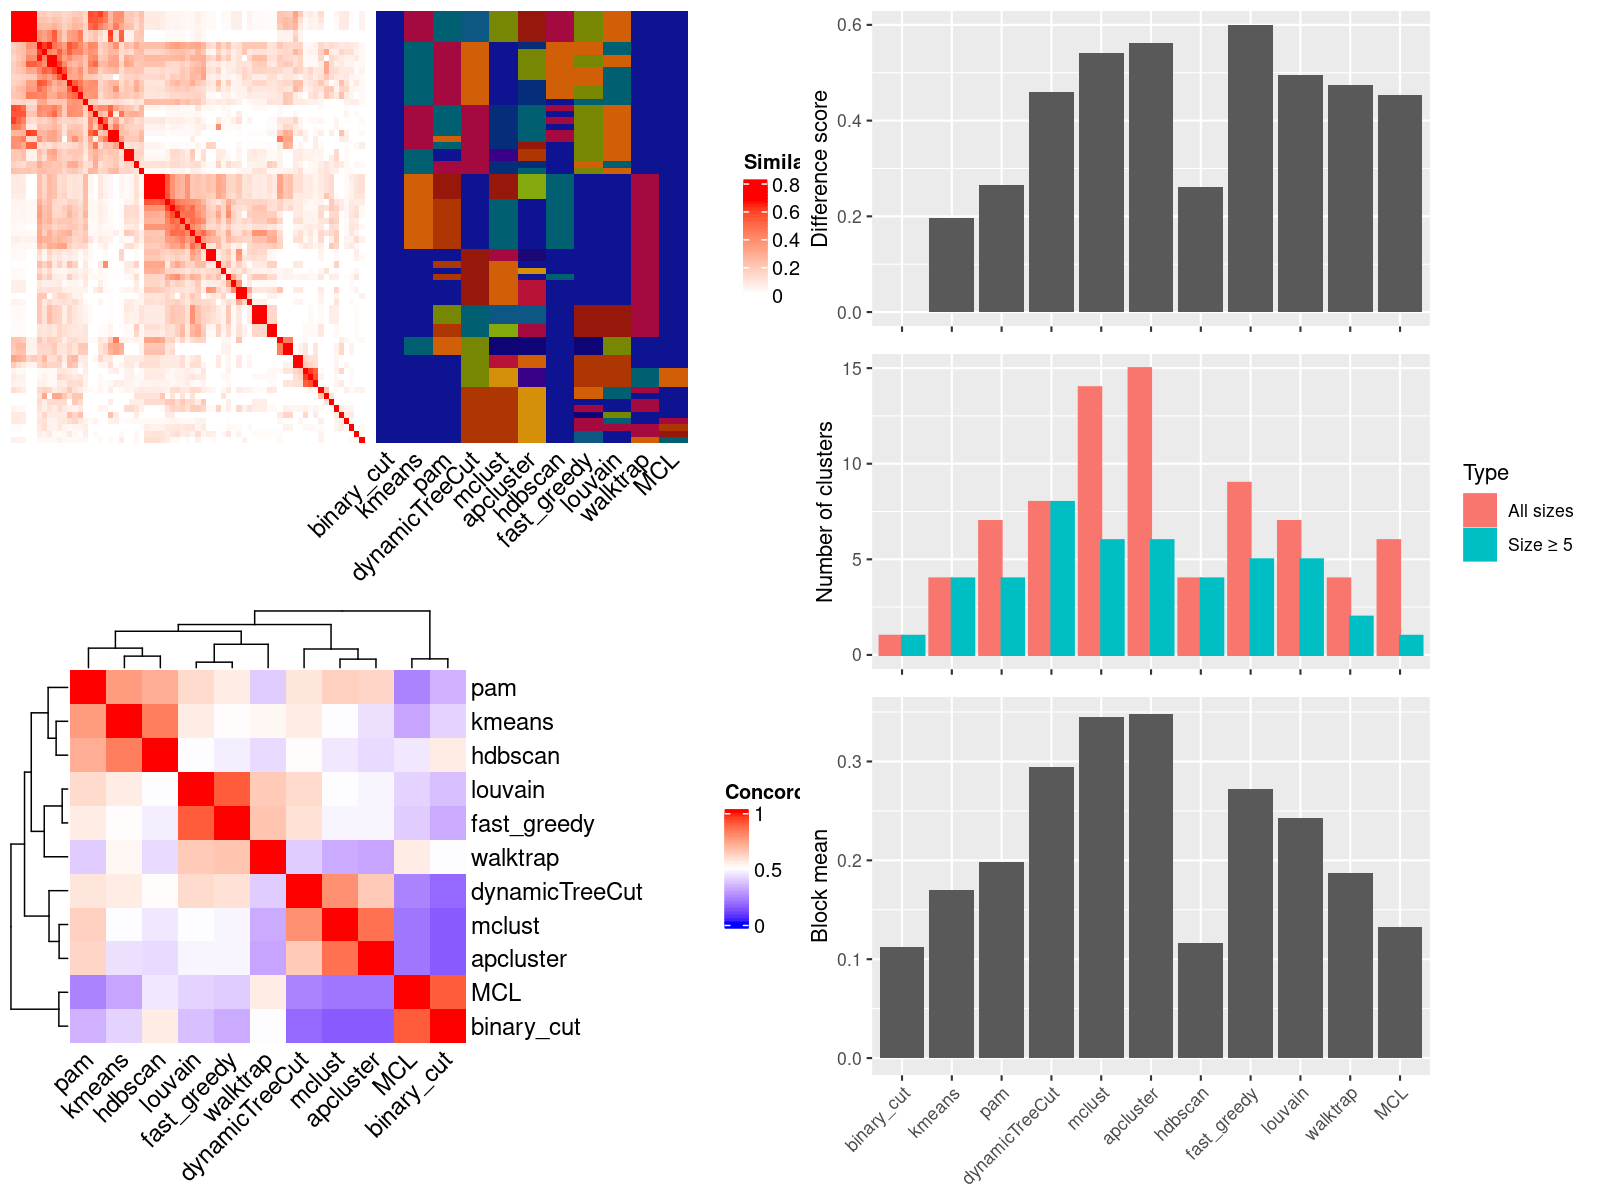 Simila
0.8
0.6
0.4
0.2
0
binary_cut
kmeans
pam
dynamicTreeCut
mclust
apcluster
hdbscan
fast_greedy
louvain
walktrap
MCL
Difference score
0.6
0.4
0.2
0.0
Number of clusters
15
10
5
0
Type
All sizes
Size ≥ 5
pam
kmeans
hdbscan
louvain
fast_greedy
walktrap
dynamicTreeCut
mclust
apcluster
MCL
binary_cut
pam
kmeans
hdbscan
louvain
fast_greedy
walktrap
dynamicTreeCut
mclust
apcluster
MCL
binary_cut
Concord
1
0.5
0
Block mean
0.3
0.2
0.1
0.0
binary_cut
kmeans
pam
dynamicTreeCut
mclust
apcluster
hdbscan
fast_greedy
louvain
walktrap
MCL